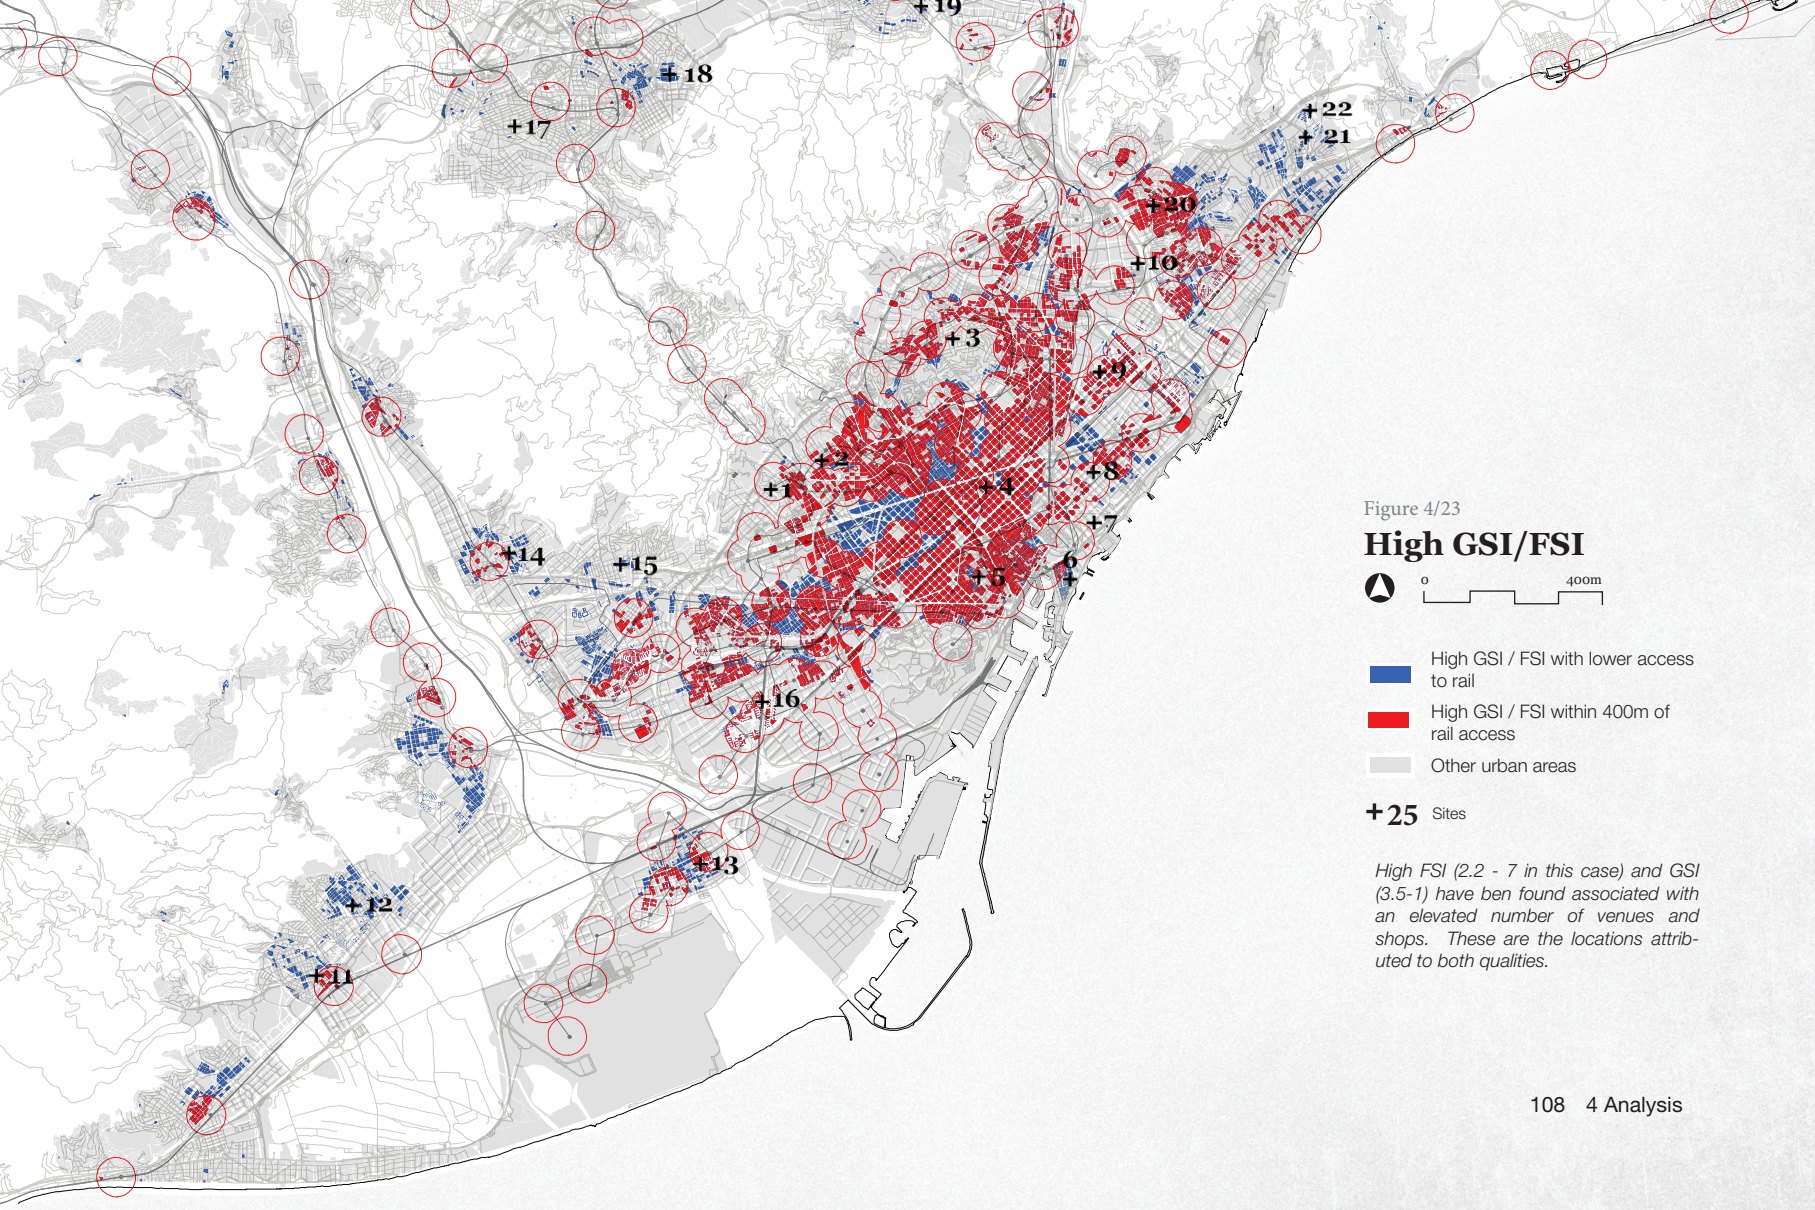 +19
+18
+17
+22
+21
+20
+10
+3
+9
+2
+1
+4
+8
+7
6
+
+5
+14
+15
+16
+13
+12
+11
Figure 4/23
High GSI/FSI
0 400m
High GSI / FSI with lower access
to rail
High GSI / FSI within 400m of
rail access
Other urban areas
+25 Sites
High FSI (2.2 - 7 in this case) and GSI
(3.5-1) have ben found associated with
an elevated number of venues and
shops. These are the locations attrib-
uted to both qualities.
108 4 Analysis